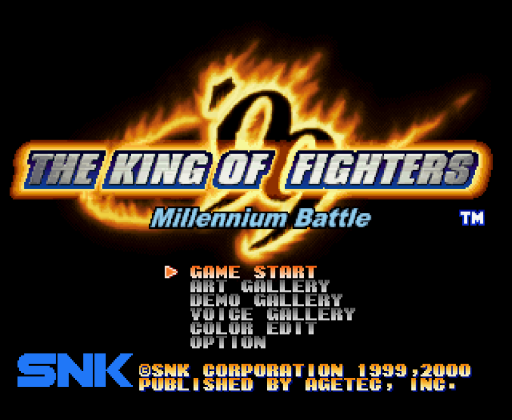 '99
THE KING OF FIGHTERS
Millennium Battle ™
GAME START
ART GALLERY
DEMO GALLERY
VOICE GALLERY
COLOR EDIT
OPTION
SNK
©SNK CORPORATION 1999,2000
PUBLISHED BY AGETEC, INC.